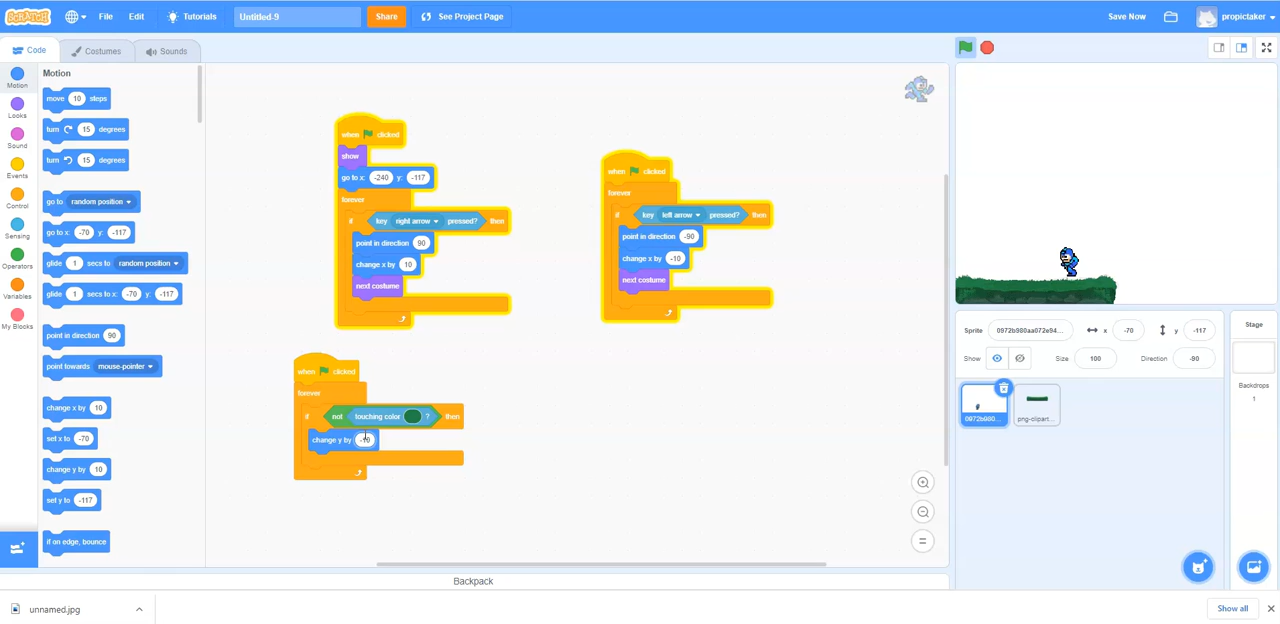 SCRATCH
File
Edit
Tutorials
Untitled-9
Share
See Project Page
Save Now
propictaker
Code
Costumes
Sounds
Motion
Looks
Sound
Events
Control
Sensing
Operators
Variables
My Blocks
Motion
move 10 steps
turn 15 degrees
turn 15 degrees
go to random position
go to x: -70 y: -117
glide 1 secs to random position
glide 1 secs to x: -70 y: -117
point in direction 90
point towards mouse-pointer
change x by 10
set x to -70
change y by 10
set y to -117
if on edge, bounce
when clicked
show
go to x: -240 y: -117
forever
if key right arrow pressed? then
point in direction 90
change x by 10
next costume
when clicked
forever
if key left arrow pressed? then
point in direction -90
change x by -10
next costume
when clicked
forever
if not touching color ? then
change y by -10
Backpack
Sprite 0972b980aa072e94... x -70 y -117
Show Size 100 Direction -90
0972b980...
png-clipart...
Stage
Backdrops
1
unnamed.jpg
Show all